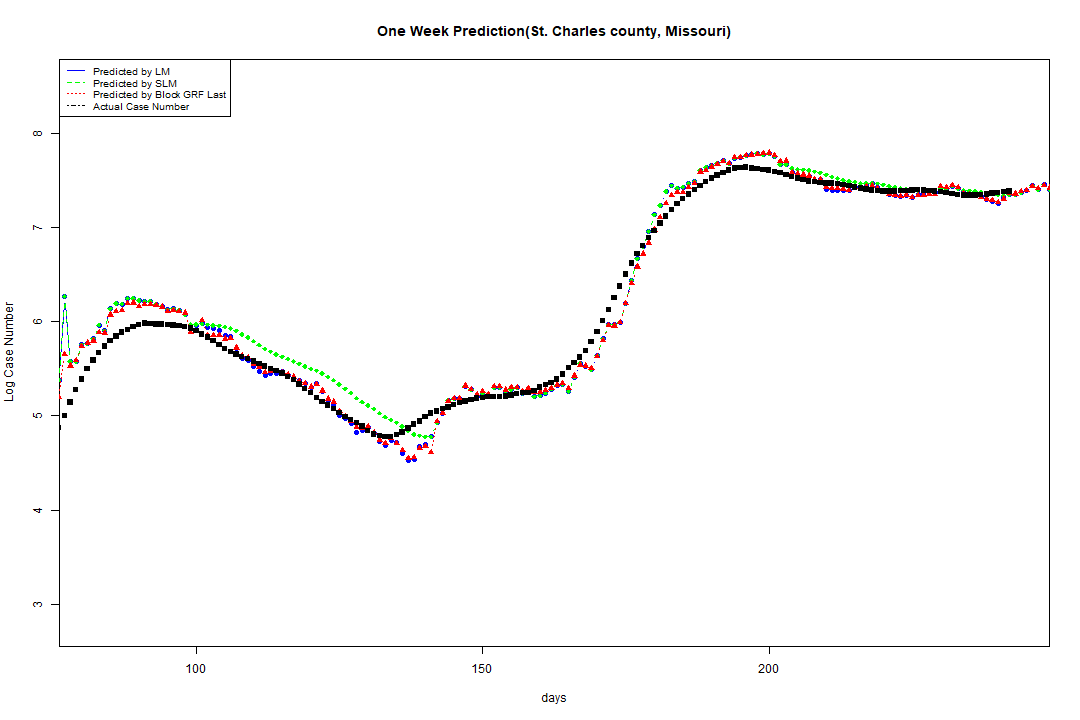 One Week Prediction(St. Charles county, Missouri)
Predicted by LM
Predicted by SLM
Predicted by Block GRF Last
Actual Case Number
8
7
6
5
4
3
Log Case Number
100 150 200
days